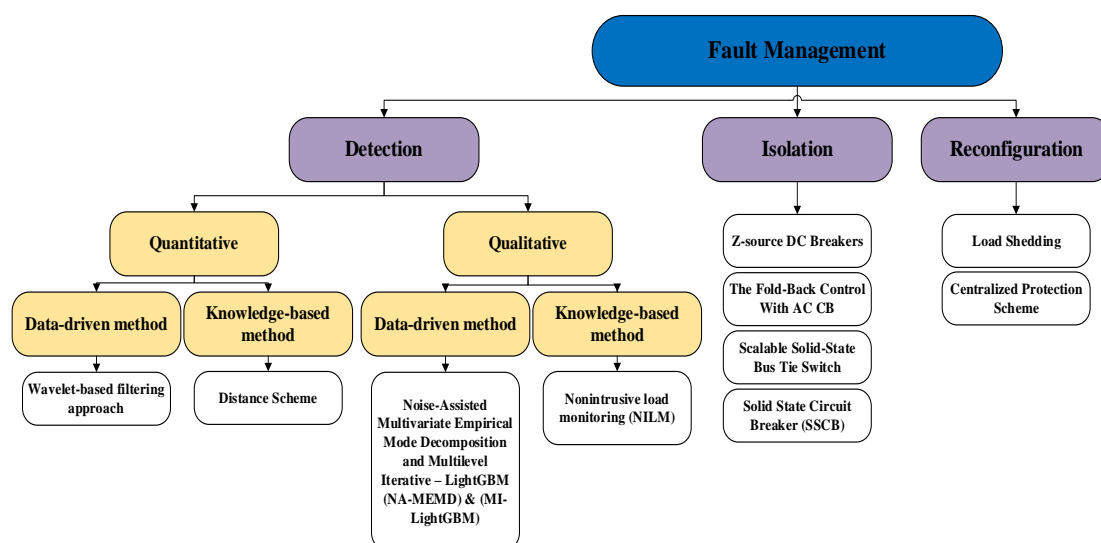 Fault Management
Detection
Isolation
Reconfiguration
Quantitative
Qualitative
Data-driven method
Knowledge-based
method
Data-driven method
Knowledge-based
method
Wavelet-based filtering
approach
Distance Scheme
Noise-Assisted
Multivariate Empirical
Mode Decomposition
and Multilevel
Iterative – LightGBM
(NA-MEMD) & (MI-
LightGBM)
Nonintrusive load
monitoring (NILM)
Z-source DC Breakers
The Fold-Back Control
With AC CB
Scalable Solid-State
Bus Tie Switch
Solid State Circuit
Breaker (SSCB)
Load Shedding
Centralized Protection
Scheme